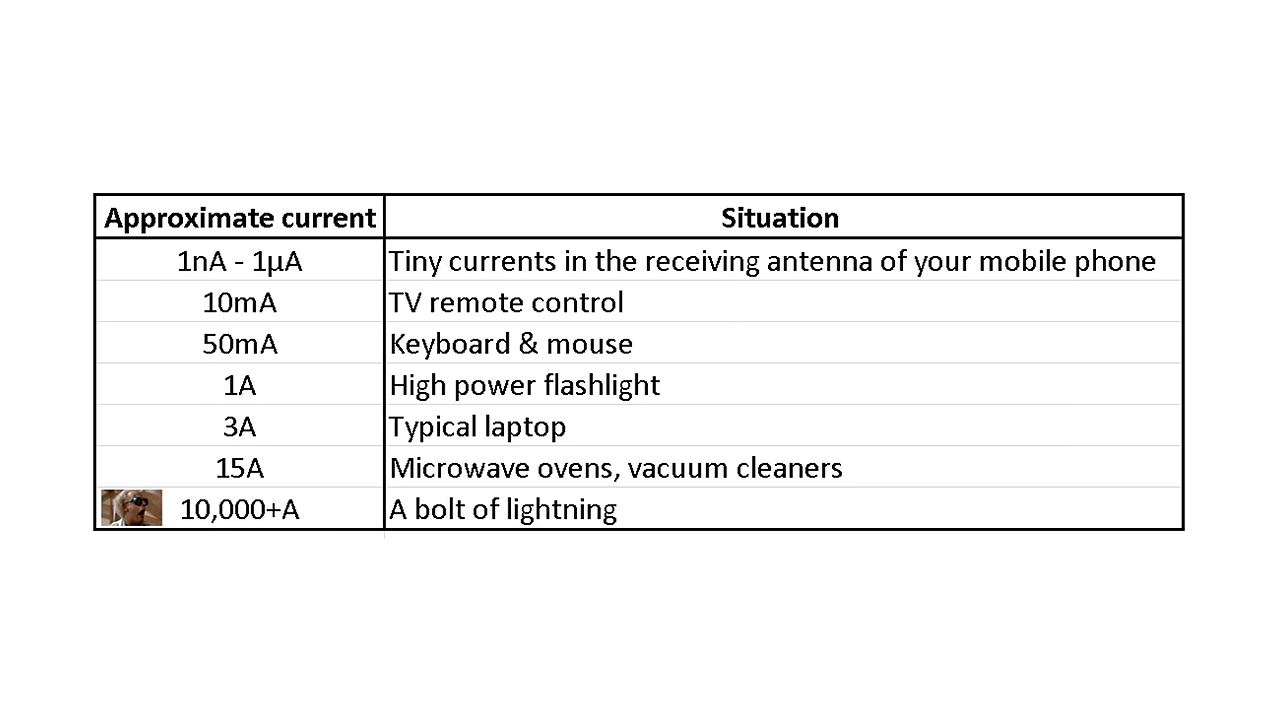 Approximate current Situation
1nA - 1µA Tiny currents in the receiving antenna of your mobile phone
10mA TV remote control
50mA Keyboard & mouse
1A High power flashlight
3A Typical laptop
15A Microwave ovens, vacuum cleaners
10,000+A A bolt of lightning